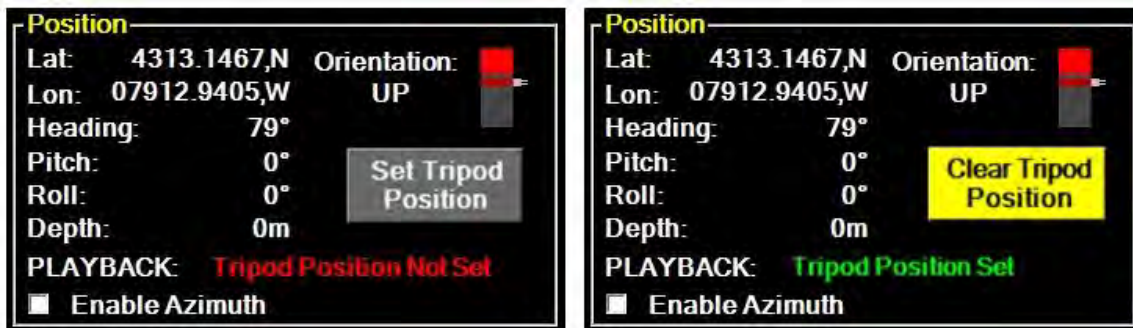 Position
Lat: 4313.1467,N Orientation:
Lon: 07912.9405,W UP
Heading: 79°
Pitch: 0°
Set Tripod
Roll: 0°
Position
Depth: 0m
PLAYBACK: Tripod Position Not Set
Enable Azimuth
Position
Lat: 4313.1467,N Orientation:
Lon: 07912.9405,W UP
Heading: 79°
Pitch: 0°
Clear Tripod
Roll: 0°
Position
Depth: 0m
PLAYBACK: Tripod Position Set
Enable Azimuth